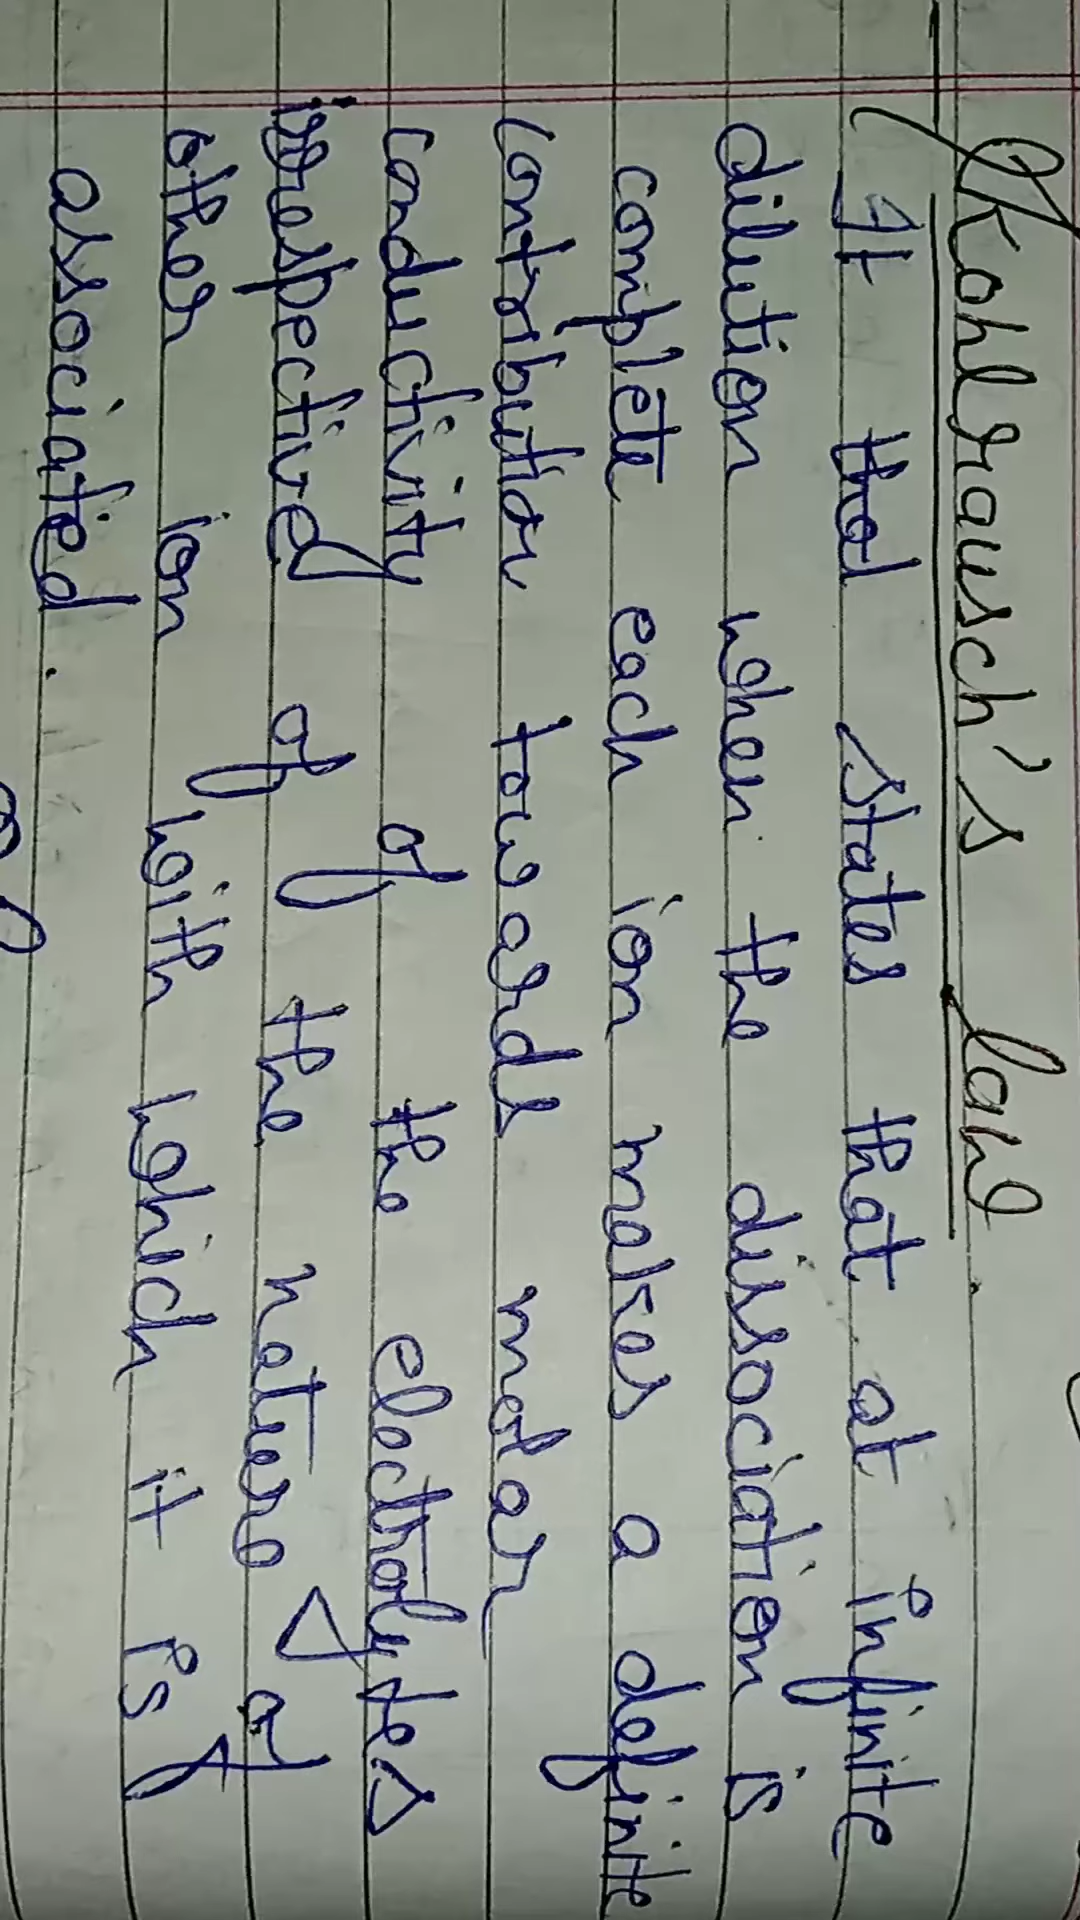 Kohlrausch's law
It that states that at infinite
dilution when the dissociation is
complete each ion makes a definite
contribution towards molar
conductivity of the electrolytes
irrespective of the nature of
other ion with which it is
associated.